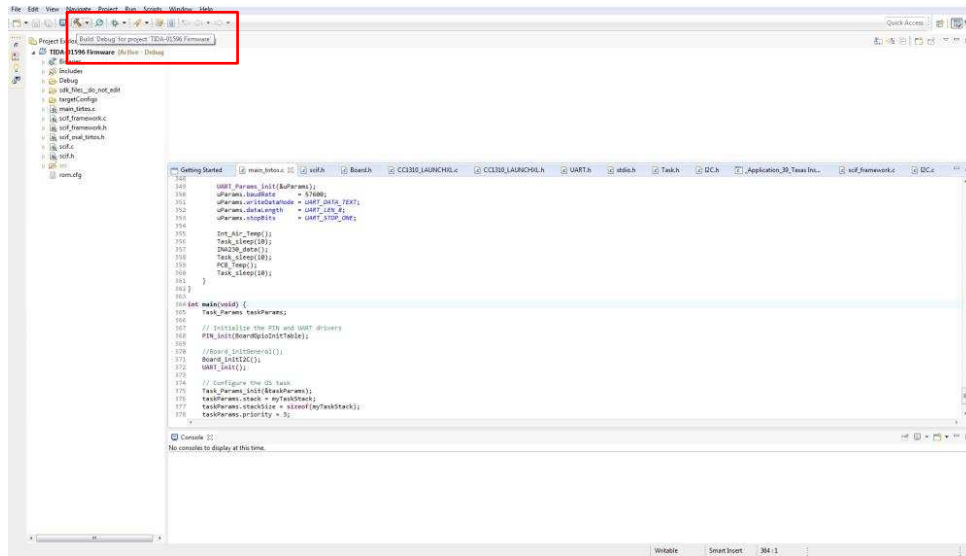 File Edit View Navigate Project Run Scripts Window Help
Quick Access
Build 'Debug' for project 'TIDA-01596 Firmware'
Project Explo
TIDA-01596 Firmware [Active - Debug
Binaries
Includes
Debug
sdk_files_do_not_edit
targetConfigs
main_tirtos.c
scif_framework.c
scif_framework.h
scif_osal_tirtos.h
scif.c
scif.h
src
rom.cfg
Getting Started main_tirtos.c scif.h Board.h CC1310_LAUNCHXL.c CC1310_LAUNCHXL.h UART.h stdio.h Task.h I2C.h _Application_39_Texas Ins... scif_framework.c I2C.c
348
349 UART_Params_init(&uParams);
350 uParams.baudRate = 57600;
351 uParams.writeDataMode = UART_DATA_TEXT;
352 uParams.dataLength = UART_LEN_8;
353 uParams.stopBits = UART_STOP_ONE;
354
355 Int_Air_Temp();
356 Task_sleep(10);
357 INA230_data();
358 Task_sleep(10);
359 PCB_Temp();
360 Task_sleep(10);
361 }
362 }
363
364 int main(void) {
365 Task_Params taskParams;
366
367 // Initialize the PIN and UART drivers
368 PIN_init(BoardGpioInitTable);
369
370 //Board_initGeneral();
371 Board_initI2C();
372 UART_init();
373
374 // Configure the OS task
375 Task_Params_init(&taskParams);
376 taskParams.stack = myTaskStack;
377 taskParams.stackSize = sizeof(myTaskStack);
378 taskParams.priority = 3;
Console
No consoles to display at this time.
Writable Smart Insert 364 : 1